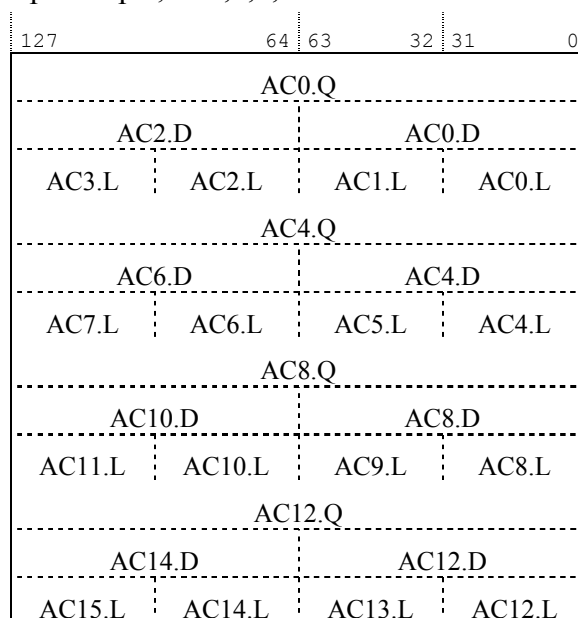 127 64 63 32 31 0
AC0.Q
AC2.D AC0.D
AC3.L AC2.L AC1.L AC0.L
AC4.Q
AC6.D AC4.D
AC7.L AC6.L AC5.L AC4.L
AC8.Q
AC10.D AC8.D
AC11.L AC10.L AC9.L AC8.L
AC12.Q
AC14.D AC12.D
AC15.L AC14.L AC13.L AC12.L